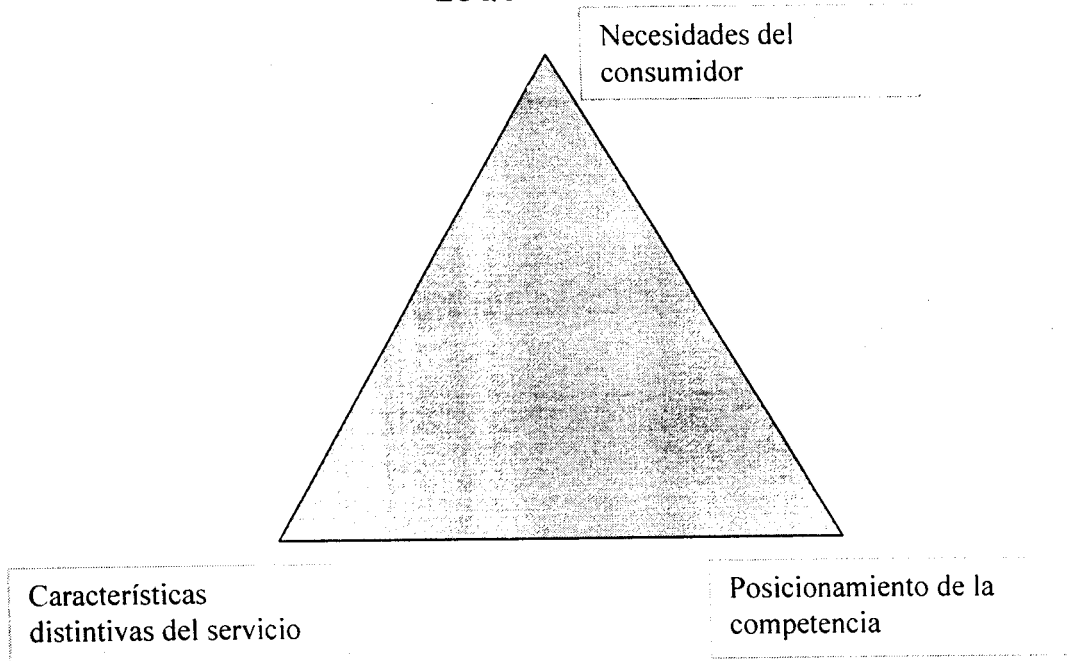 Necesidades del
consumidor
Características
distintivas del servicio
Posicionamiento de la
competencia